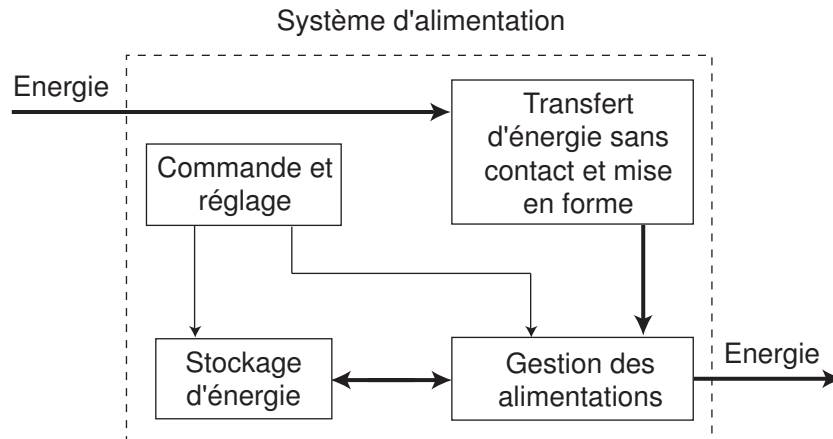 Système d'alimentation
Energie
Transfert
d'énergie sans
contact et mise
en forme
Commande et
réglage
Stockage
d'énergie
Gestion des
alimentations
Energie